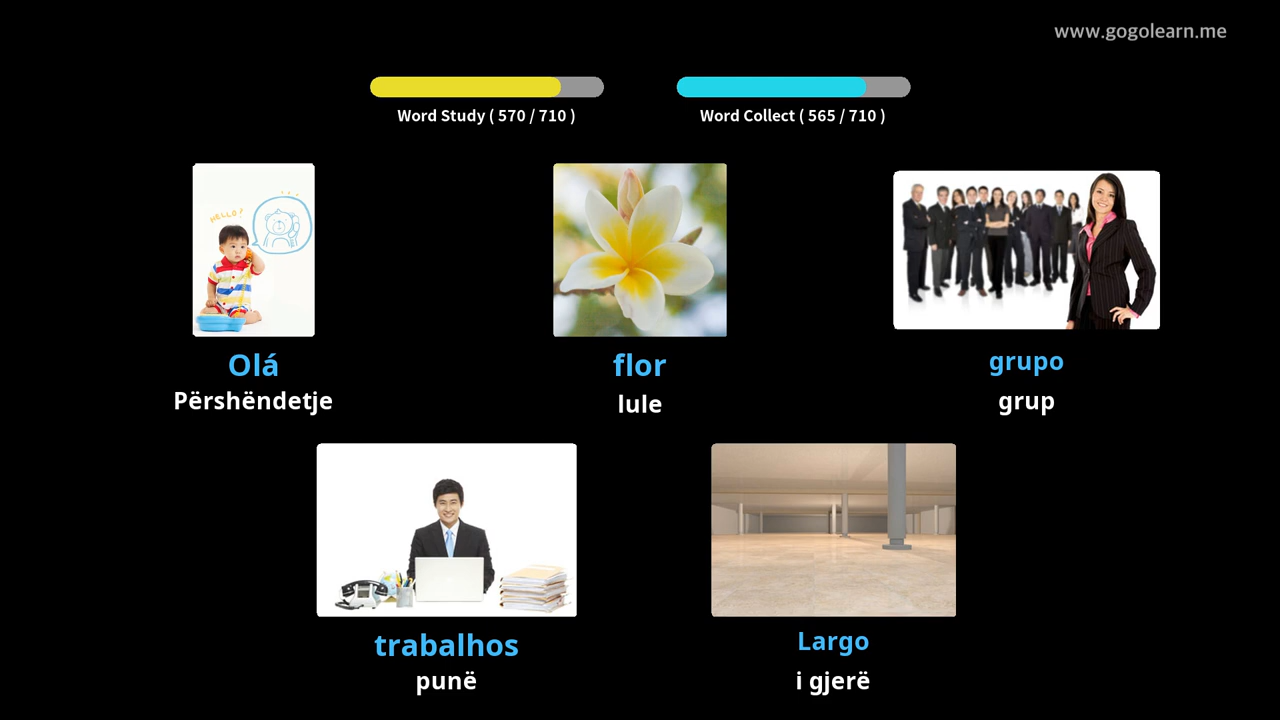 www.gogolearn.me
Word Study ( 570 / 710 )
Word Collect ( 565 / 710 )
HELLO?
Olá
Përshëndetje
flor
lule
grupo
grup
trabalhos
punë
Largo
i gjerë